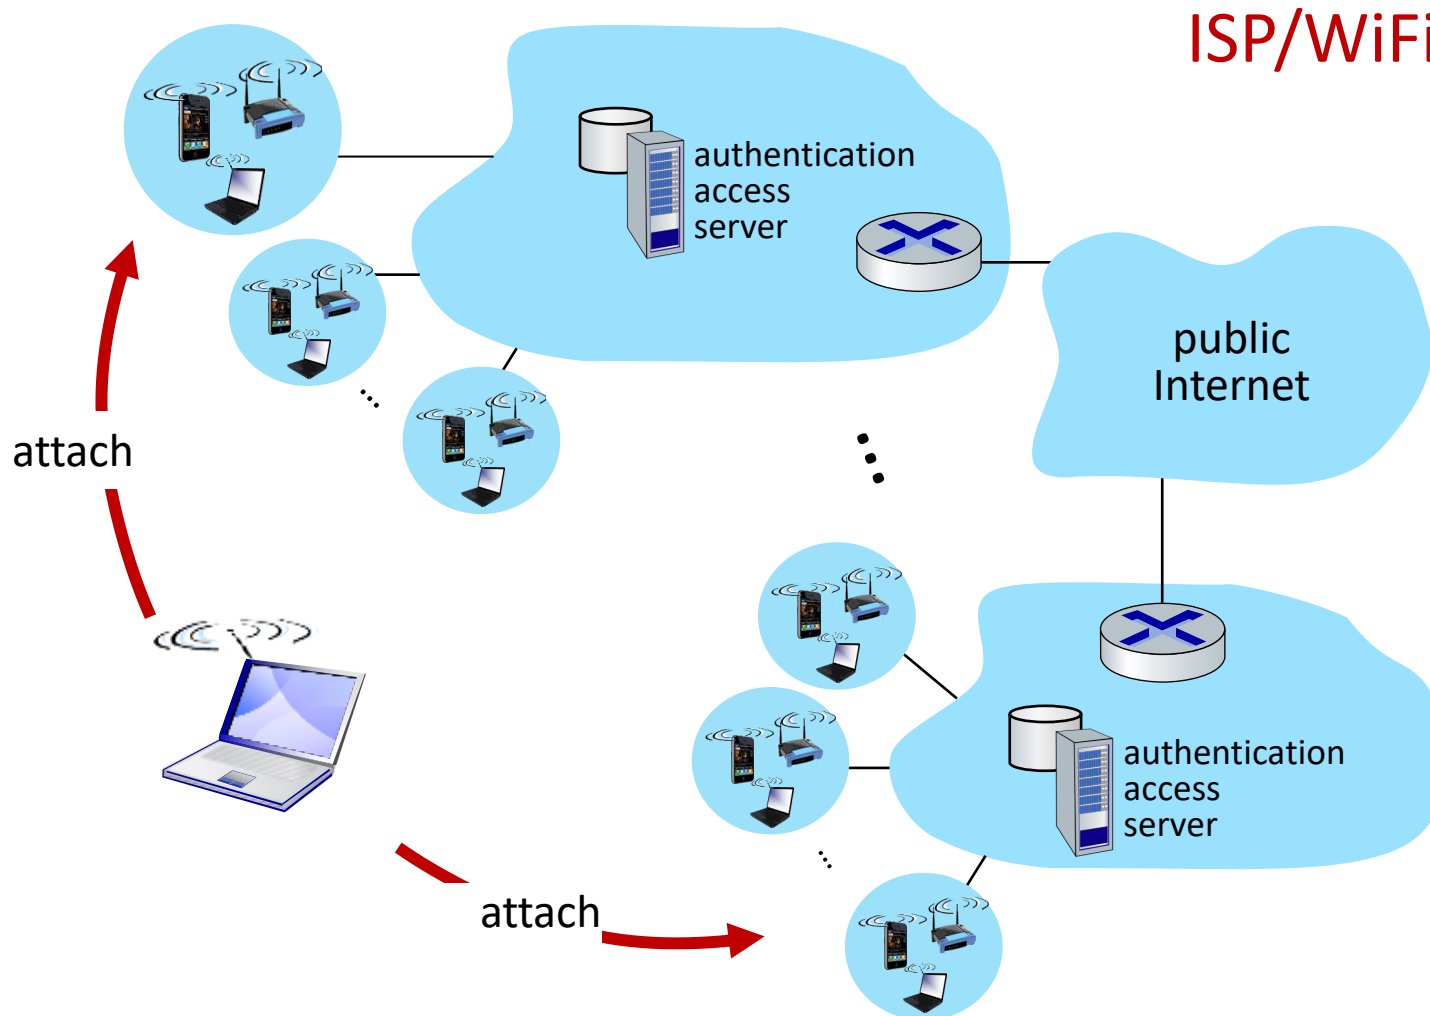 ISP/WiFi
authentication
access
server
public
Internet
attach
authentication
access
server
attach